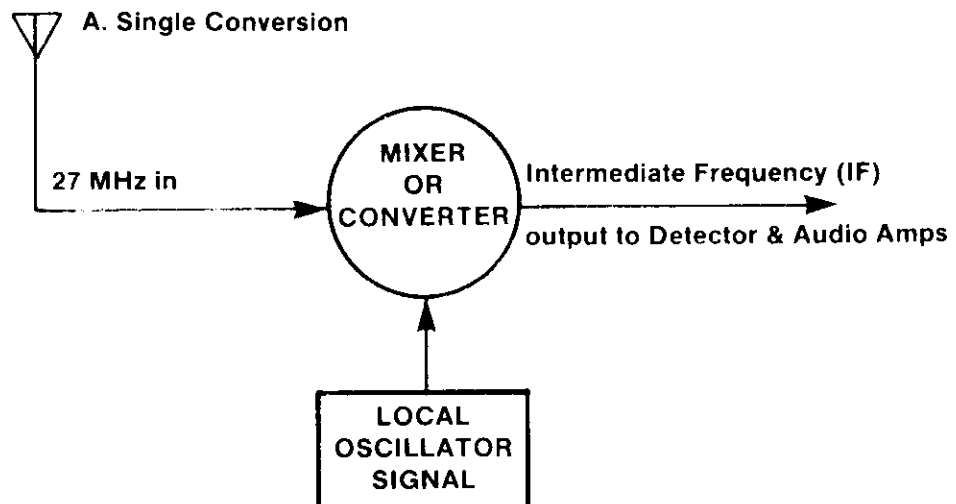 A. Single Conversion
27 MHz in
MIXER
OR
CONVERTER
Intermediate Frequency (IF)
output to Detector & Audio Amps
LOCAL
OSCILLATOR
SIGNAL